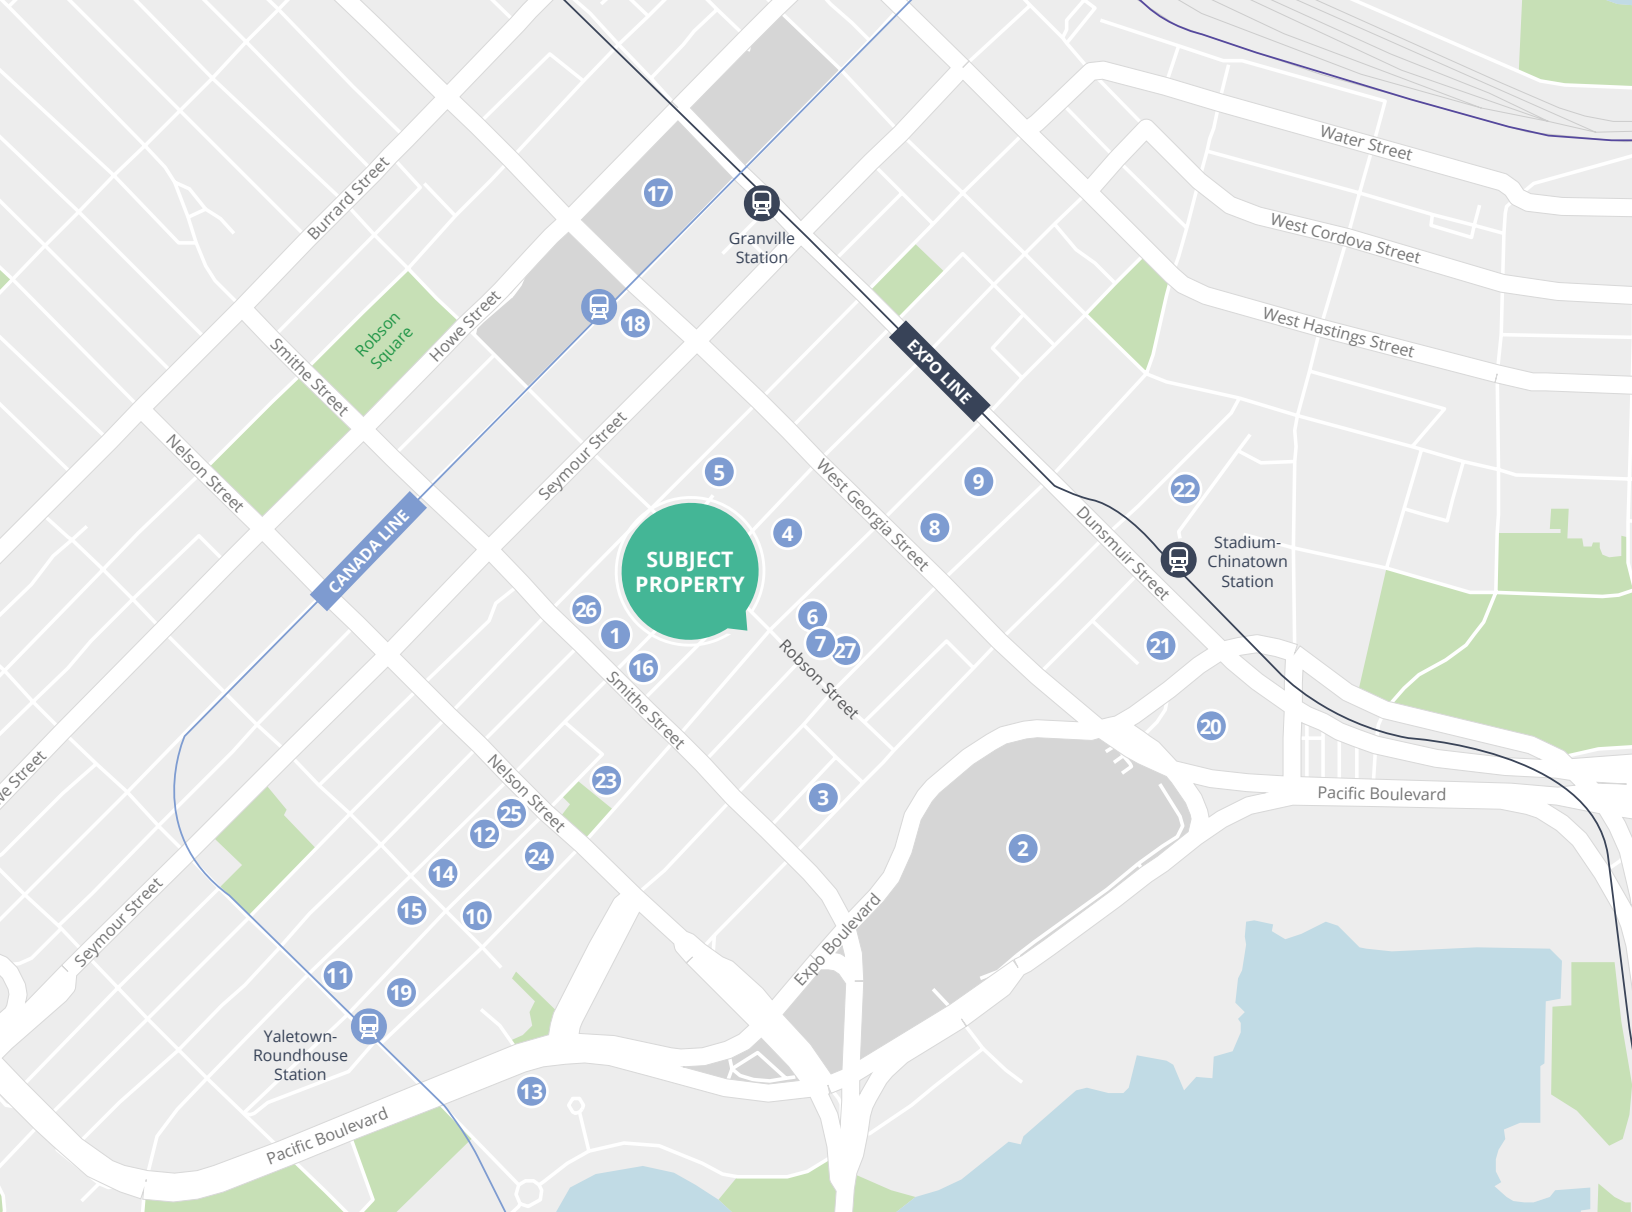 Water Street
Burrard Street
17
West Cordova Street
Granville
Station
18
Howe Street
Robson
Square
West Hastings Street
EXPO LINE
Smithe Street
Nelson Street
Seymour Street
5
9
22
West Georgia Street
8
4
CANADA LINE
SUBJECT
PROPERTY
Dunsmuir Street
Stadium-
Chinatown
Station
26
1
16
6
7
27
21
Robson Street
Smithe Street
20
we Street
Nelson Street
23
3
Pacific Boulevard
25
12
24
2
14
15
10
Seymour Street
Expo Boulevard
11
19
Yaletown-
Roundhouse
Station
13
Pacific Boulevard